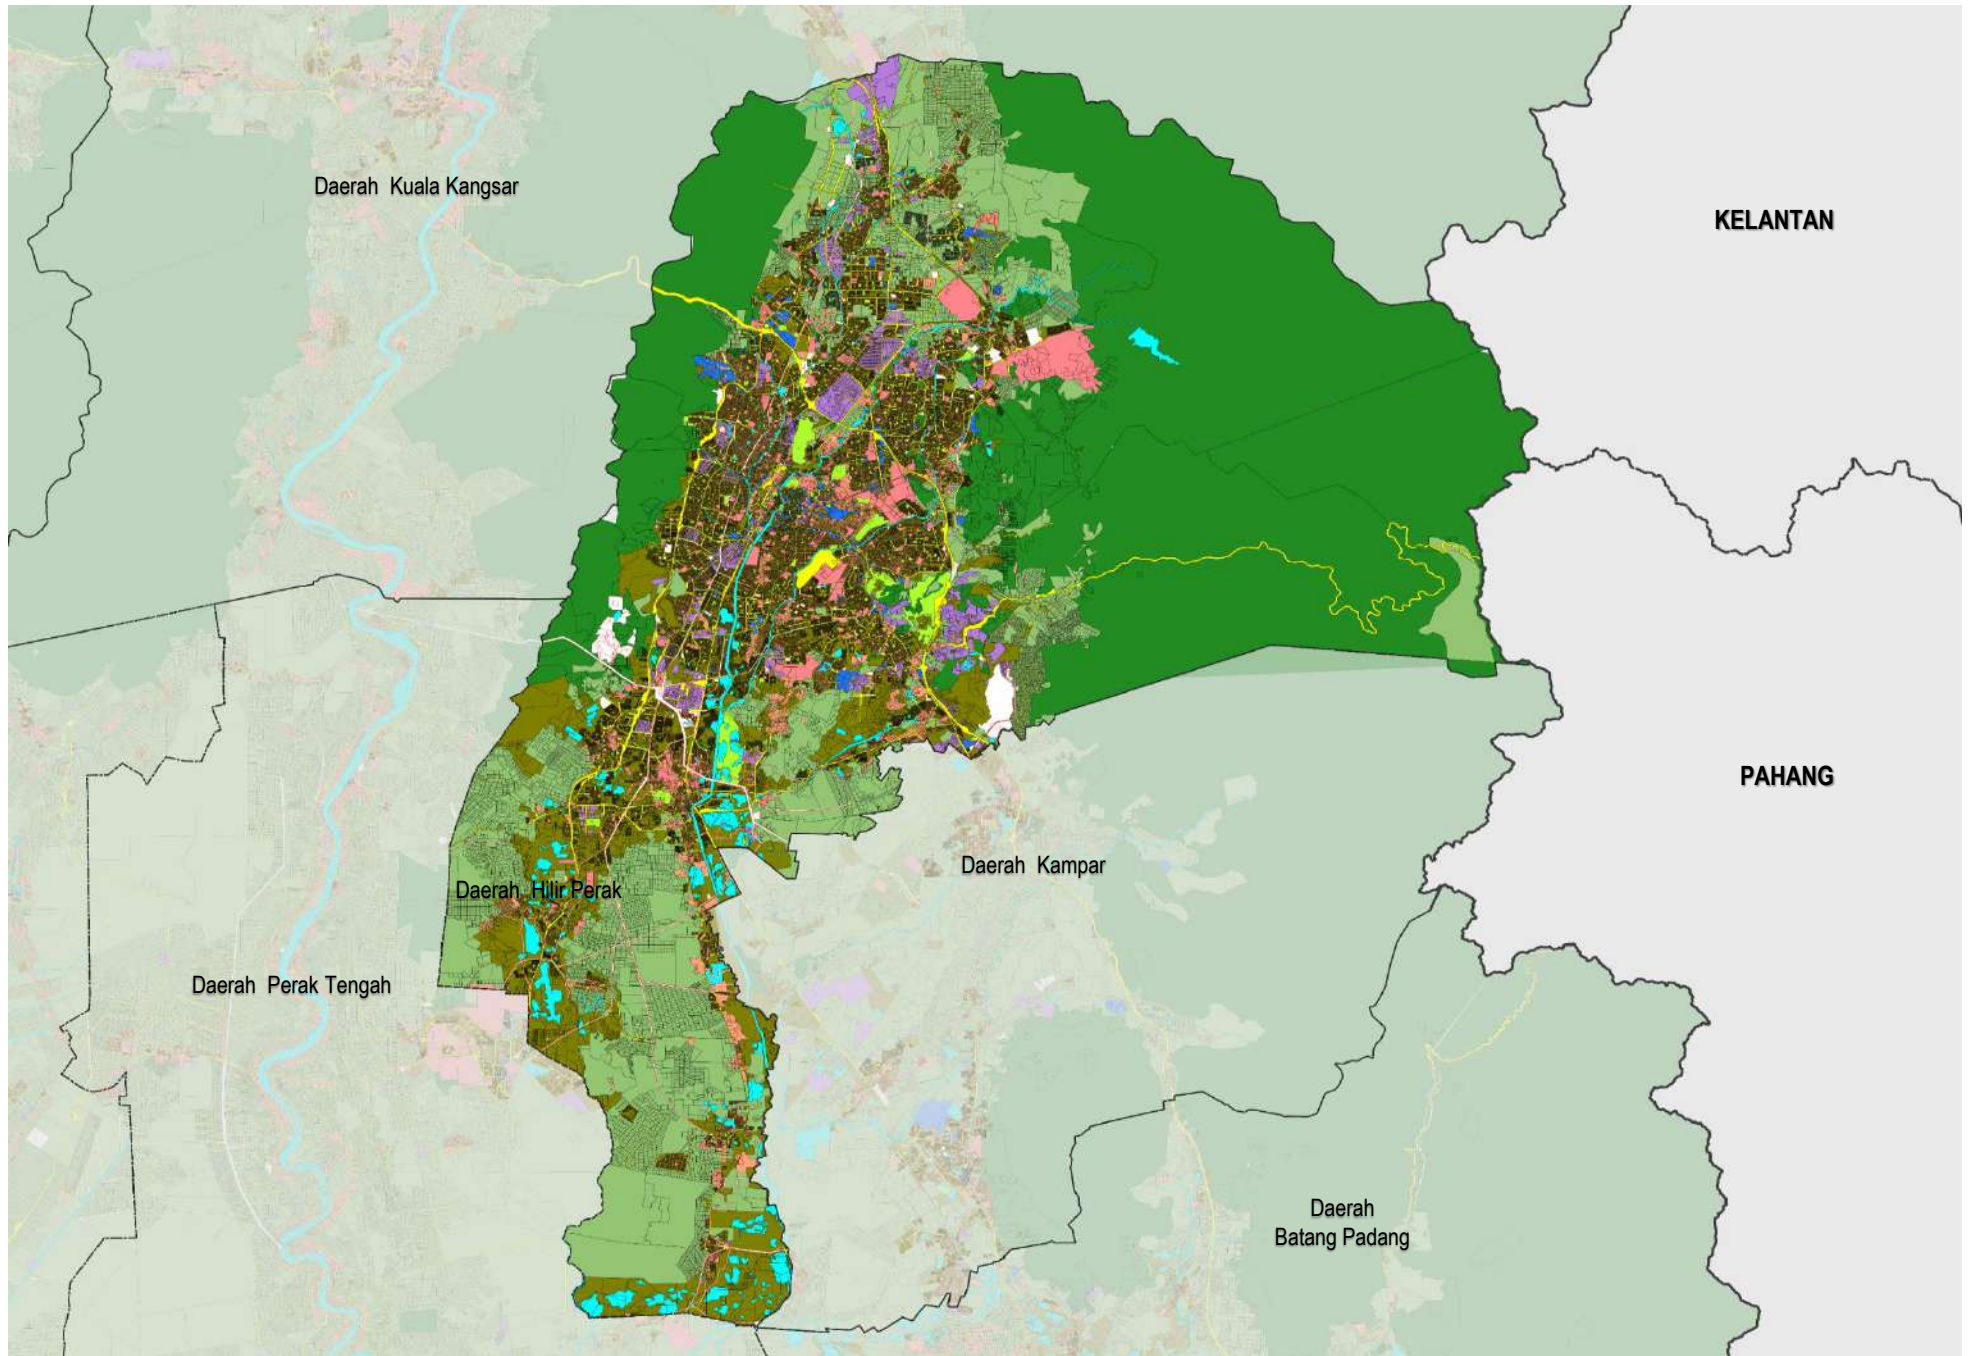 Daerah Kuala Kangsar
KELANTAN
PAHANG
Daerah Kampar
Daerah Hilir Perak
Daerah Perak Tengah
Daerah
Batang Padang